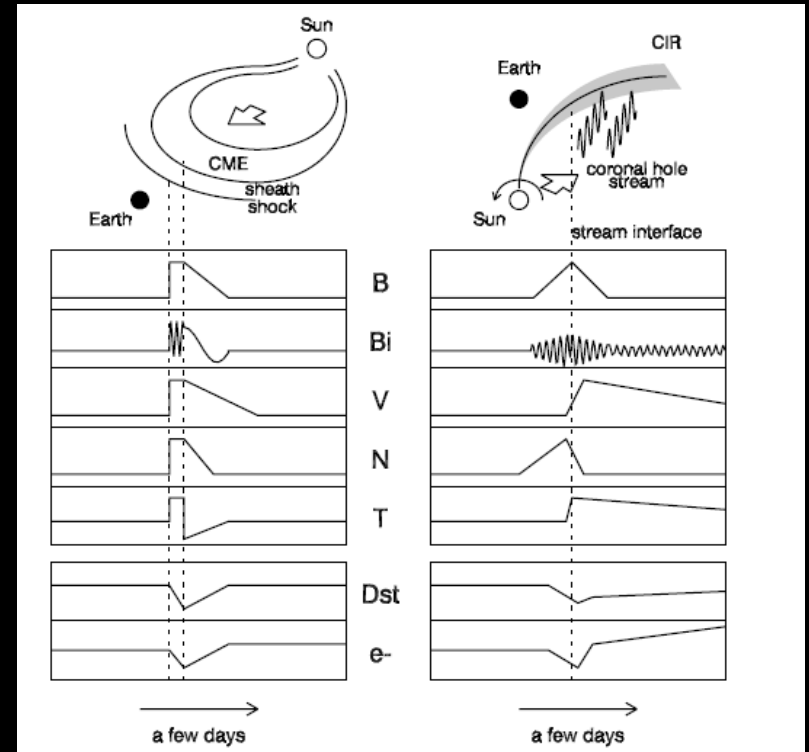 Sun
CME
sheath
shock
Earth
CIR
Earth
coronal hole
stream
Sun
stream interface
B
Bi
V
N
T
Dst
e-
a few days
a few days